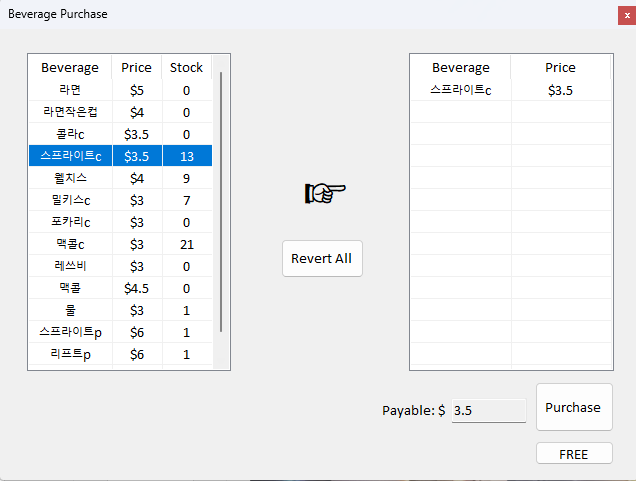 Beverage Purchase
x
Beverage Price Stock
라면 $5 0
라면작은컵 $4 0
콜라c $3.5 0
스프라이트c $3.5 13
웰치스 $4 9
밀키스c $3 7
포카리c $3 0
맥콜c $3 21
레쓰비 $3 0
맥콜 $4.5 0
물 $3 1
스프라이트p $6 1
리프트p $6 1
Revert All
Beverage Price
스프라이트c $3.5
Payable: $ 3.5
Purchase
FREE